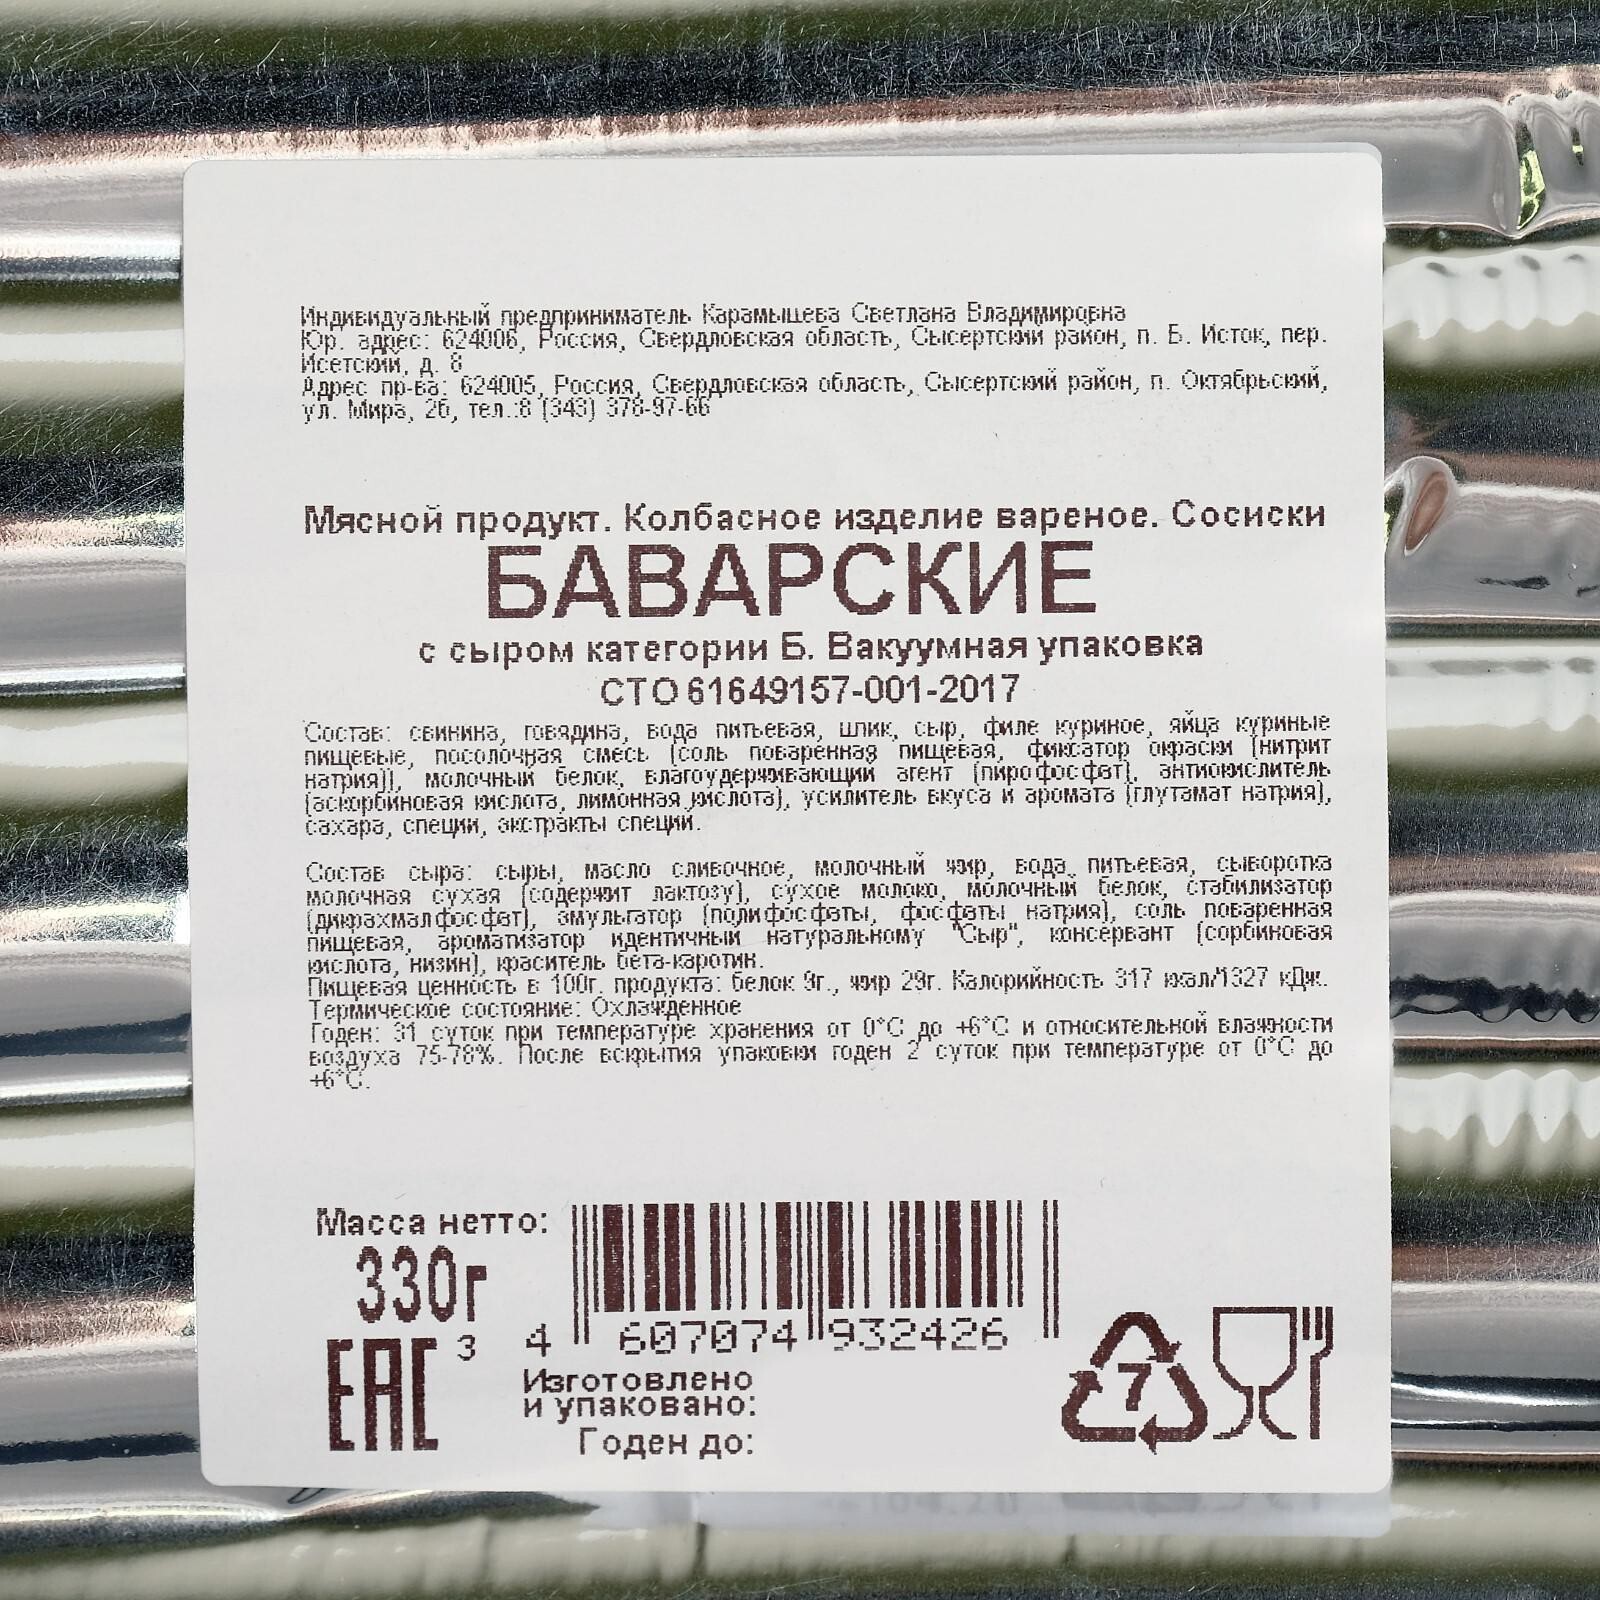 Индивидуальный предприниматель Карамышева Светлана Владимировна
Юр. адрес: 624006, Россия, Свердловская область, Сысертский район, п. Б. Исток, пер.
Исетский, д. 8
Адрес пр-ва: 624005, Россия, Свердловская область, Сысертский район, п. Октябрьский,
ул. Мира, 2б, тел.:8 (343) 378-97-66
Мясной продукт. Колбасное изделие вареное. Сосиски
БАВАРСКИЕ
с сыром категории Б. Вакуумная упаковка
СТО 61649157-001-2017
Состав: свинина, говядина, вода питьевая, шпик, сыр, филе куриное, яйца куриные
пищевые, посолочная смесь (соль поваренная пищевая, фиксатор окраски (нитрит
натрия)), молочный белок, влагоудерживающий агент (пирофосфат), антиокислитель
(аскорбиновая кислота, лимонная кислота), усилитель вкуса и аромата (глутамат натрия),
сахара, специи, экстракты специй.
Состав сыра: сыры, масло сливочное, молочный жир, вода питьевая, сыворотка
молочная сухая (содержит лактозу), сухое молоко, молочный белок, стабилизатор
(дикрахмалфосфат), эмульгатор (полифосфаты, фосфаты натрия), соль поваренная
пищевая, ароматизатор идентичный натуральному "Сыр", консервант (сорбиновая
кислота, низин), краситель бета-каротин.
Пищевая ценность в 100г. продукта: белок 9г., жир 29г. Калорийность 317 ккал/1327 кДж.
Термическое состояние: Охлажденное
Годен: 31 суток при температуре хранения от 0°С до +6°С и относительной влажности
воздуха 75-78%. После вскрытия упаковки годен 2 суток при температуре от 0°С до
+6°С.
Масса нетто:
330г
ЕАС 3
4 607074 932426
Изготовлено
и упаковано:
Годен до:
7